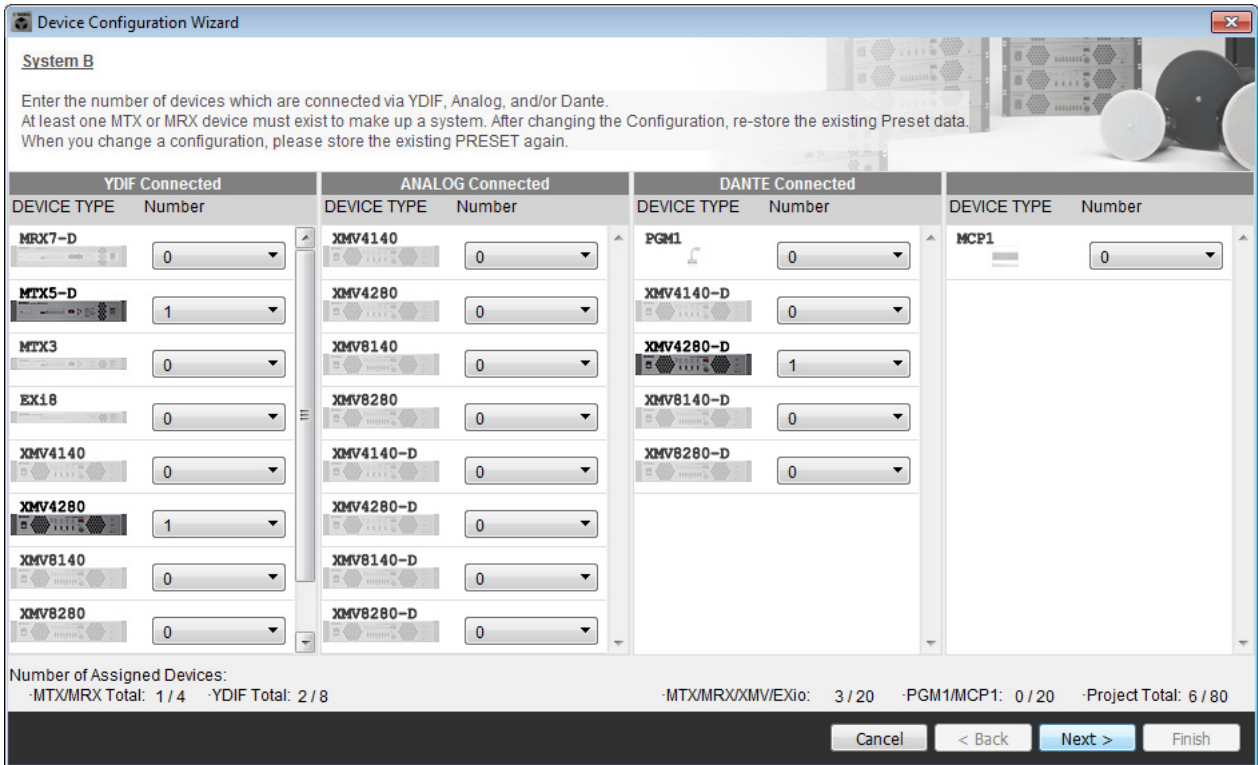 Device Configuration Wizard
System B
Enter the number of devices which are connected via YDIF, Analog, and/or Dante.
At least one MTX or MRX device must exist to make up a system. After changing the Configuration, re-store the existing Preset data.
When you change a configuration, please store the existing PRESET again.
YDIF Connected ANALOG Connected DANTE Connected
DEVICE TYPE Number DEVICE TYPE Number DEVICE TYPE Number DEVICE TYPE Number
MRX7-D 0 XMV4140 0 PGM1 0 MCP1 0
MTX5-D 1 XMV4280 0 XMV4140-D 0
MTX3 0 XMV8140 0 XMV4280-D 1
EXi8 0 XMV8280 0 XMV8140-D 0
XMV4140 0 XMV4140-D 0 XMV8280-D 0
XMV4280 1 XMV4280-D 0
XMV8140 0 XMV8140-D 0
XMV8280 0 XMV8280-D 0
Number of Assigned Devices:
·MTX/MRX Total: 1 / 4 ·YDIF Total: 2 / 8 ·MTX/MRX/XMV/EXio: 3 / 20 ·PGM1/MCP1: 0 / 20 ·Project Total: 6 / 80
Cancel < Back Next > Finish